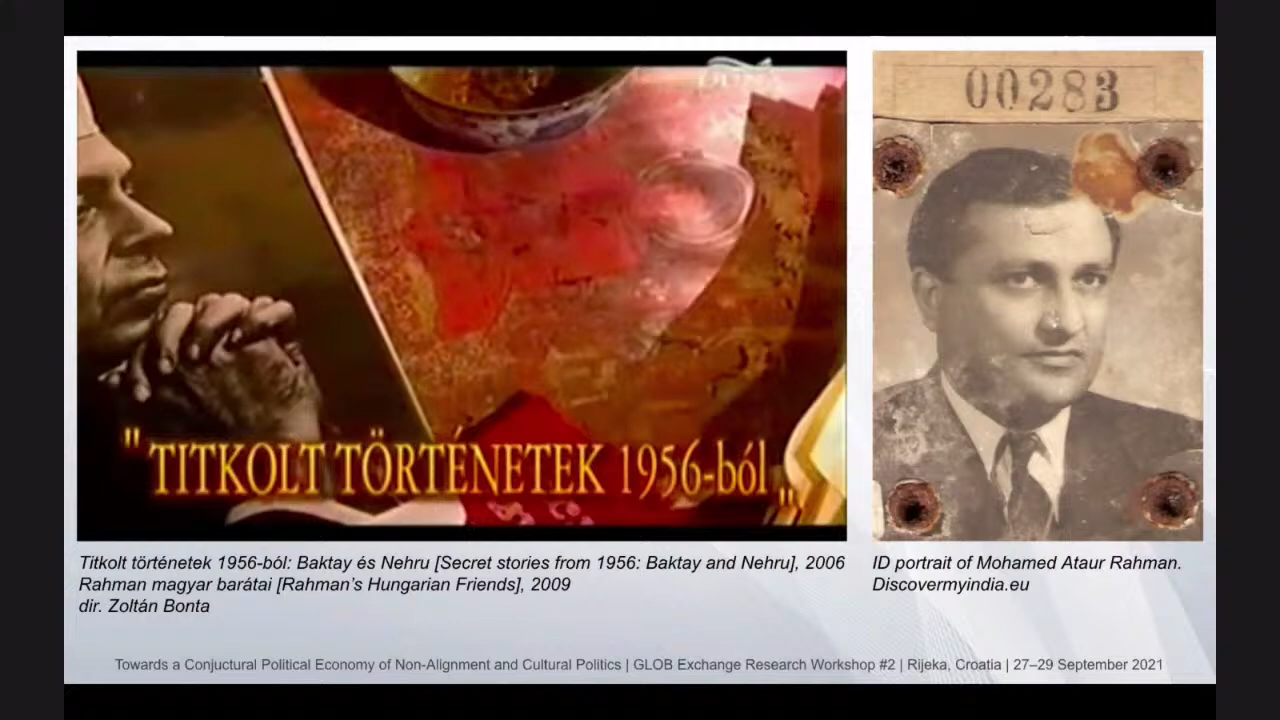 00283
" TITKOLT TÖRTÉNETEK 1956-ból "
Titkolt történetek 1956-ból: Baktay és Nehru [Secret stories from 1956: Baktay and Nehru], 2006
Rahman magyar barátai [Rahman’s Hungarian Friends], 2009
dir. Zoltán Bonta
ID portrait of Mohamed Ataur Rahman.
Discovermyindia.eu
Towards a Conjuctural Political Economy of Non-Alignment and Cultural Politics | GLOB Exchange Research Workshop #2 | Rijeka, Croatia | 27–29 September 2021